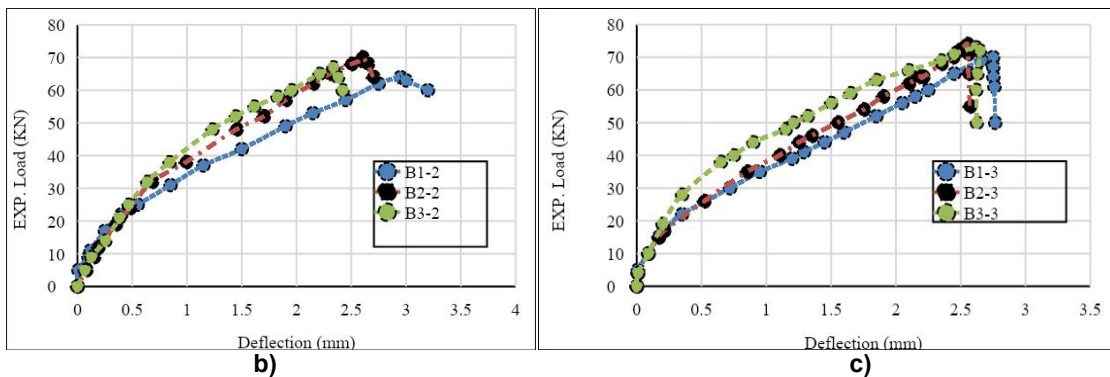 80
70
60
50
40
30
20
10
0
EXP. Load (KN)
B1-2
B2-2
B3-2
0 0.5 1 1.5 2 2.5 3 3.5 4
Deflection (mm)
b)
80
70
60
50
40
30
20
10
0
EXP. Load (KN)
B1-3
B2-3
B3-3
0 0.5 1 1.5 2 2.5 3 3.5
Deflection (mm)
c)